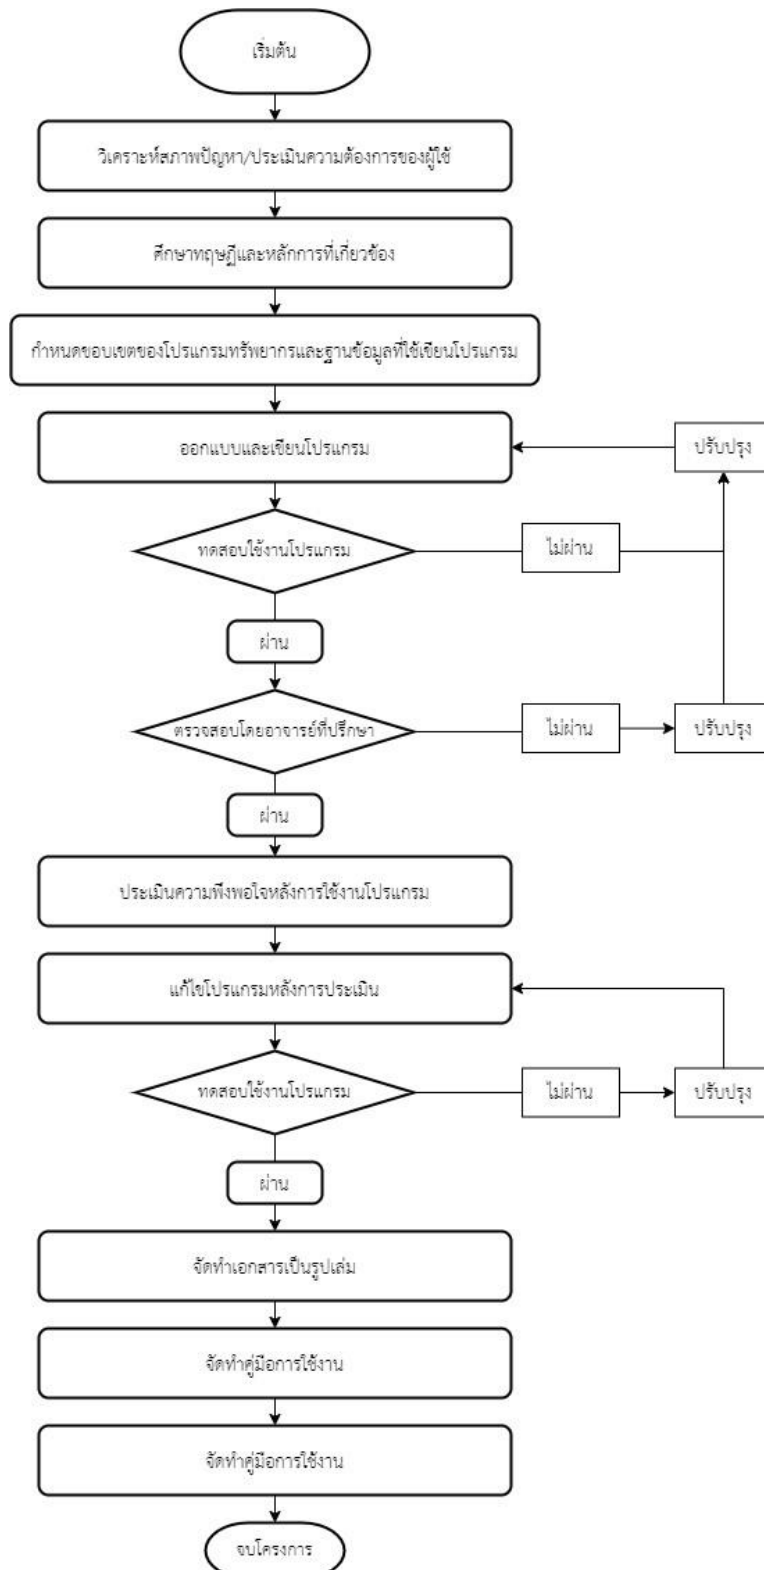 เริ่มต้น
วิเคราะห์สภาพปัญหา/ประเมินความต้องการของผู้ใช้
ศึกษาทฤษฎีและหลักการที่เกี่ยวข้อง
กำหนดขอบเขตของโปรแกรมทรัพยากรและฐานข้อมูลที่ใช้เขียนโปรแกรม
ออกแบบและเขียนโปรแกรม
ปรับปรุง
ทดสอบใช้งานโปรแกรม
ไม่ผ่าน
ผ่าน
ตรวจสอบโดยอาจารย์ที่ปรึกษา
ไม่ผ่าน
ปรับปรุง
ผ่าน
ประเมินความพึงพอใจหลังการใช้งานโปรแกรม
แก้ไขโปรแกรมหลังการประเมิน
ทดสอบใช้งานโปรแกรม
ไม่ผ่าน
ปรับปรุง
ผ่าน
จัดทำเอกสารเป็นรูปเล่ม
จัดทำคู่มือการใช้งาน
จัดทำคู่มือการใช้งาน
จบโครงการ